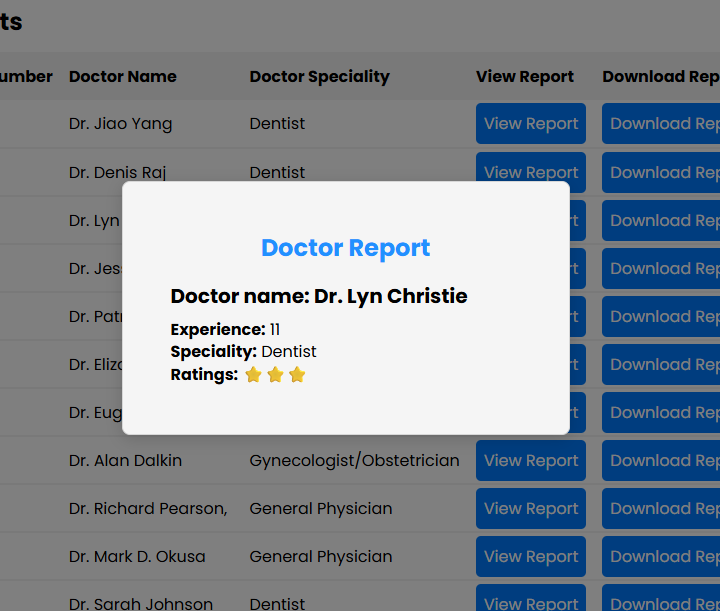 ts
umber Doctor Name Doctor Speciality View Report Download Rep
Dr. Jiao Yang Dentist View Report Download Rep
Dr. Denis Raj Dentist View Report Download Rep
Dr. Lyn rt Download Rep
Doctor Report
Dr. Jes rt Download Rep
Doctor name: Dr. Lyn Christie
Dr. Patr rt Download Rep
Experience: 11
Speciality: Dentist
Dr. Eliza rt Download Rep
Ratings:
Dr. Eug rt Download Rep
Dr. Alan Dalkin Gynecologist/Obstetrician View Report Download Rep
Dr. Richard Pearson, General Physician View Report Download Rep
Dr. Mark D. Okusa General Physician View Report Download Rep
Dr. Sarah Johnson Dentist View Report Download Rep